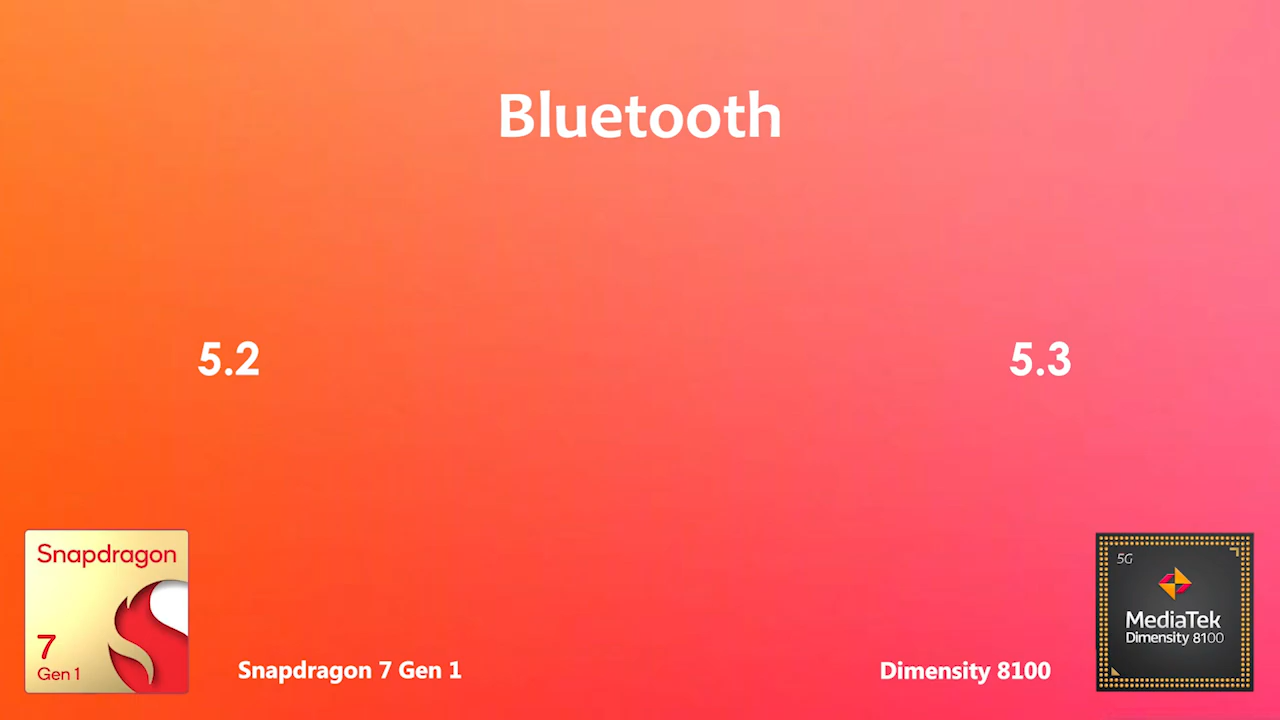 Bluetooth
5.2
5.3
Snapdragon
7
Gen 1
Snapdragon 7 Gen 1
Dimensity 8100
5G
MediaTek
Dimensity 8100